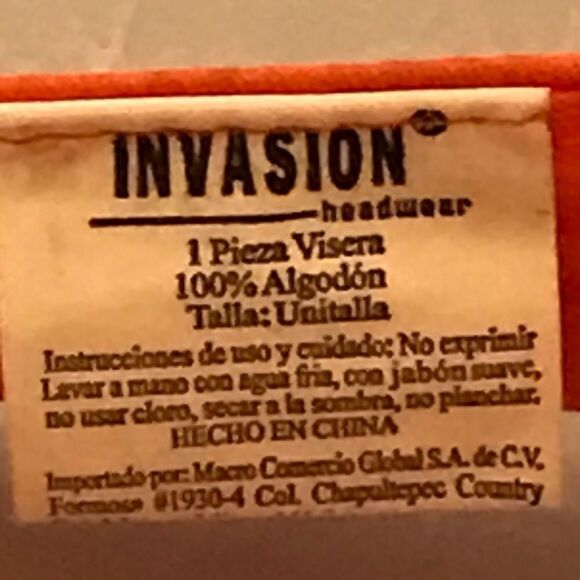 INVASION
headwear
1 Pieza Visera
100% Algodón
Talla: Unitalla
Instrucciones de uso y cuidado: No exprimir
Lavar a mano con agua fria, con jabón suave,
no usar cloro, secar a la sombra, no planchar.
HECHO EN CHINA
Importado por: Macro Comercio Global S.A. de C.V.
Formosa #1930-4 Col. Chapultepec Country